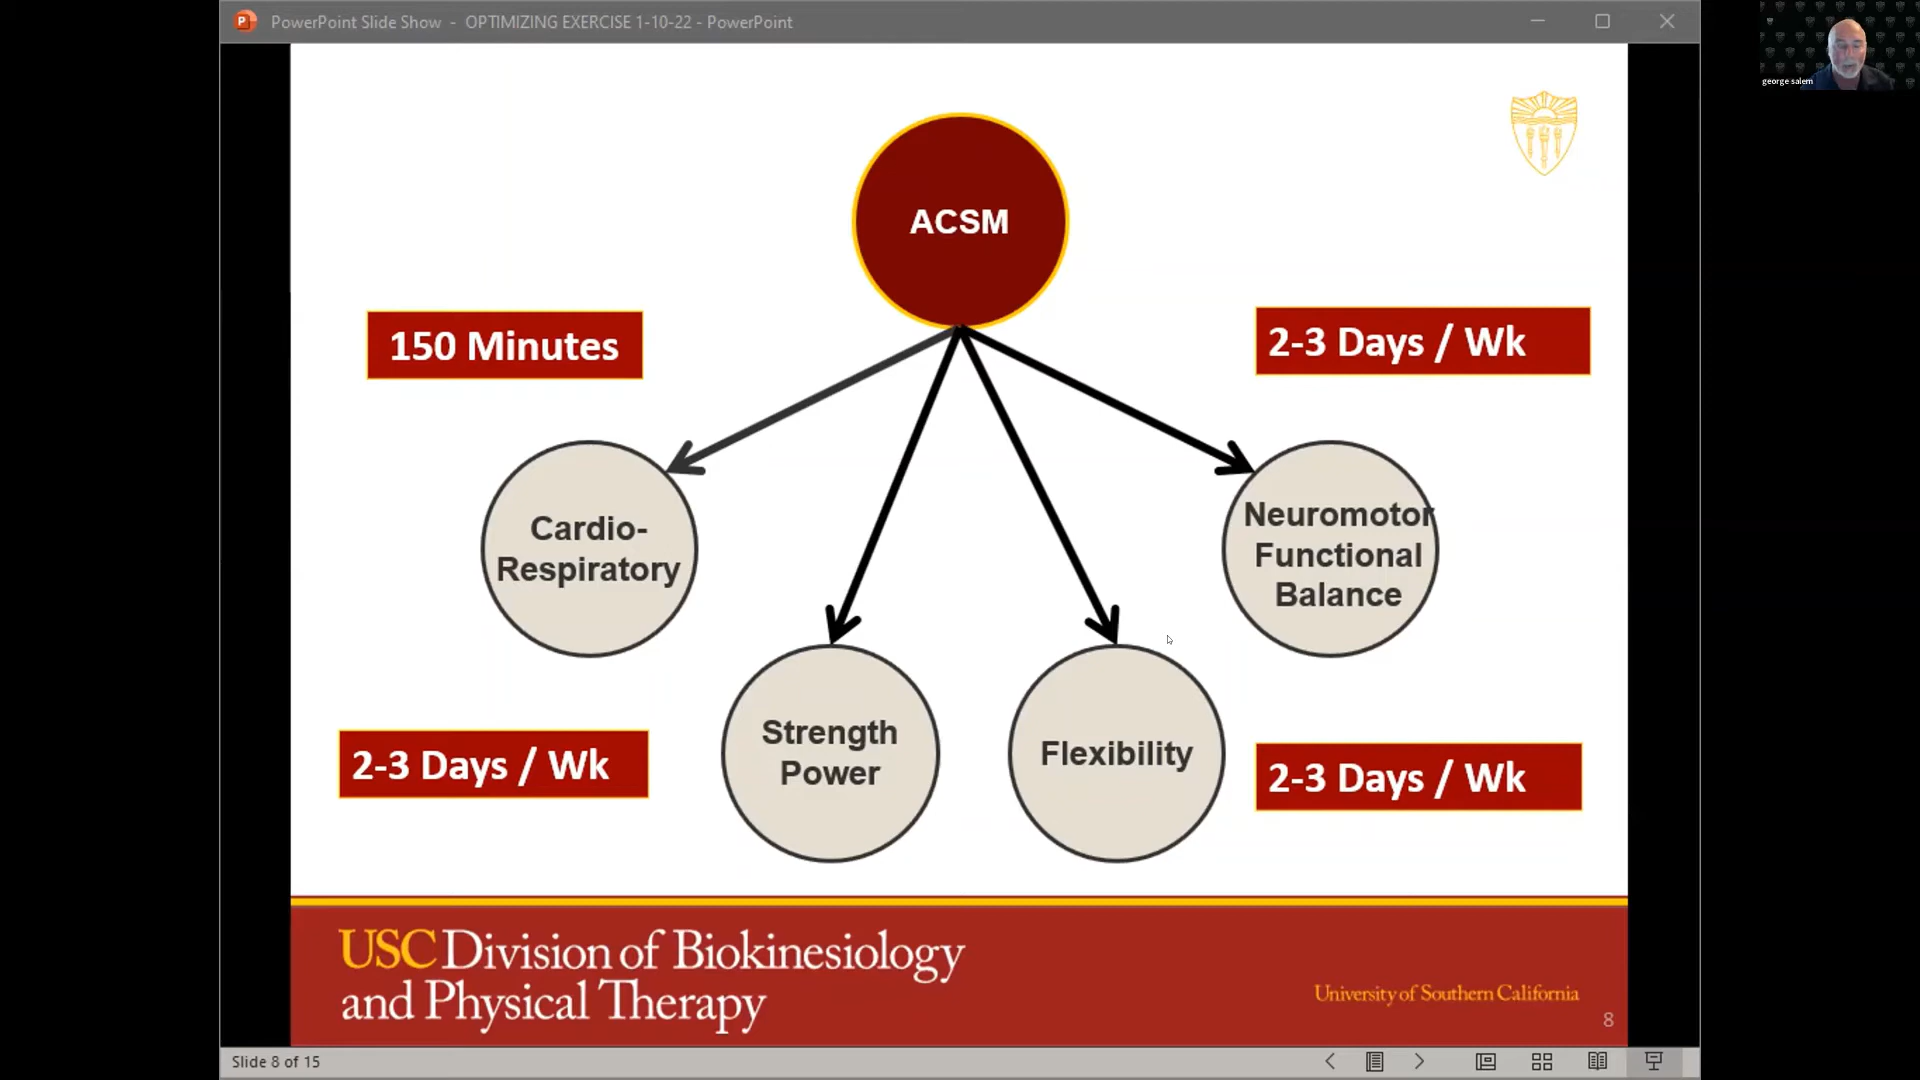 PowerPoint Slide Show - OPTIMIZING EXERCISE 1-10-22 - PowerPoint
george salem
ACSM
150 Minutes
2-3 Days / Wk
Cardio-
Respiratory
Neuromotor
Functional
Balance
Strength
Power
Flexibility
2-3 Days / Wk
2-3 Days / Wk
USC Division of Biokinesiology
and Physical Therapy
University of Southern California
8
Slide 8 of 15